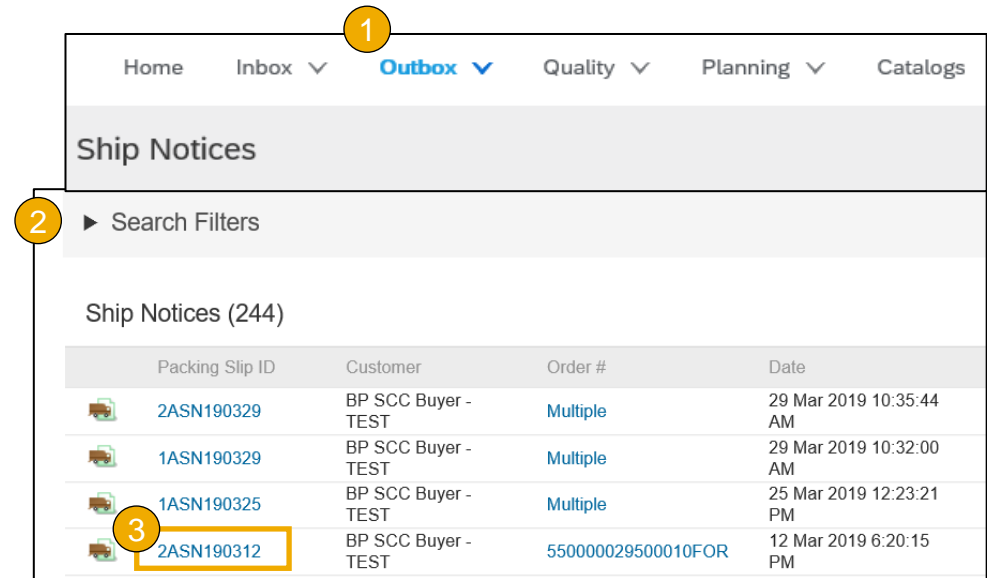 1
Home Inbox Outbox Quality Planning Catalogs
Ship Notices
2
Search Filters
Ship Notices (244)
Packing Slip ID Customer Order # Date
2ASN190329 BP SCC Buyer - TEST Multiple 29 Mar 2019 10:35:44 AM
1ASN190329 BP SCC Buyer - TEST Multiple 29 Mar 2019 10:32:00 AM
1ASN190325 BP SCC Buyer - TEST Multiple 25 Mar 2019 12:23:21 PM
3
2ASN190312 BP SCC Buyer - TEST 550000029500010FOR 12 Mar 2019 6:20:15 PM